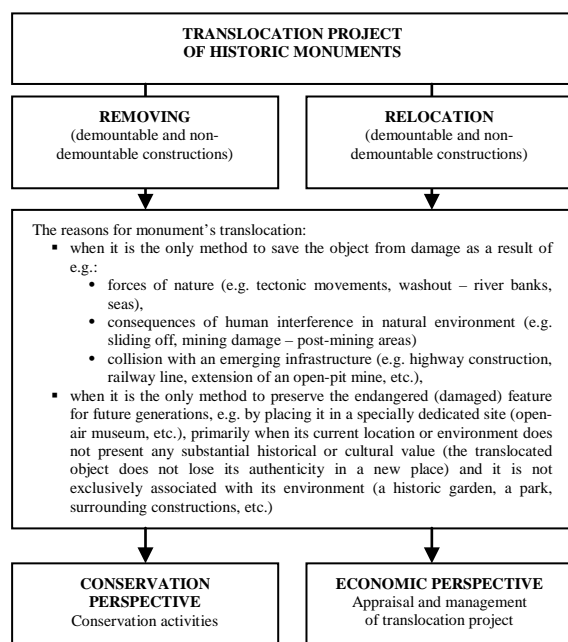 TRANSLOCATION PROJECT
OF HISTORIC MONUMENTS
REMOVING
(demountable and non-
demountable constructions)
RELOCATION
(demountable and non-
demountable constructions)
The reasons for monument's translocation:
▪ when it is the only method to save the object from damage as a result of
e.g.:
• forces of nature (e.g. tectonic movements, washout – river banks,
seas),
• consequences of human interference in natural environment (e.g.
sliding off, mining damage – post-mining areas)
• collision with an emerging infrastructure (e.g. highway construction,
railway line, extension of an open-pit mine, etc.),
▪ when it is the only method to preserve the endangered (damaged) feature
for future generations, e.g. by placing it in a specially dedicated site (open-
air museum, etc.), primarily when its current location or environment does
not present any substantial historical or cultural value (the translocated
object does not lose its authenticity in a new place) and it is not
exclusively associated with its environment (a historic garden, a park,
surrounding constructions, etc.)
CONSERVATION
PERSPECTIVE
Conservation activities
ECONOMIC PERSPECTIVE
Appraisal and management
of translocation project